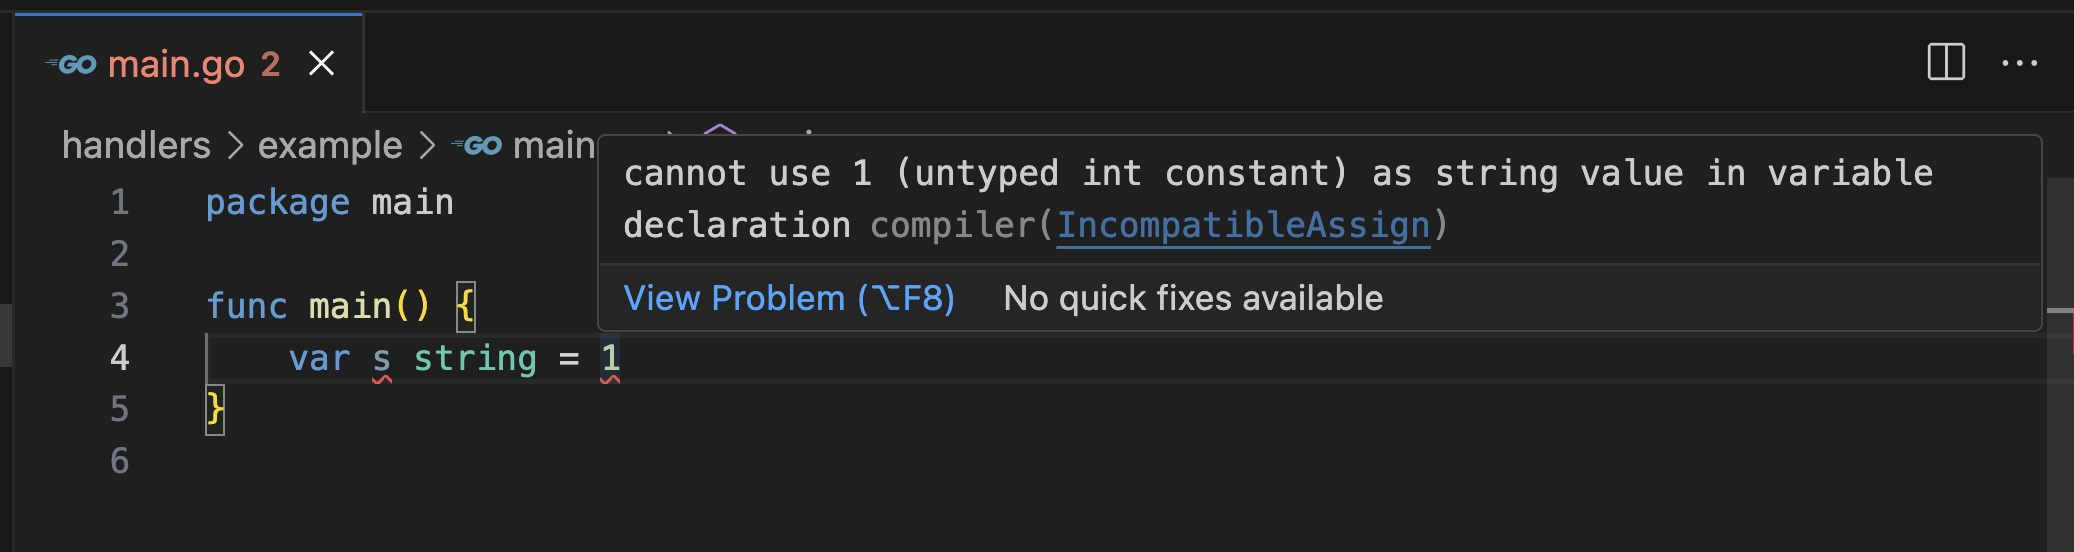 GO main.go 2
handlers > example > GO main
cannot use 1 (untyped int constant) as string value in variable
declaration compiler(IncompatibleAssign)
View Problem (⌥F8) No quick fixes available
1 package main
2
3 func main() {
4 var s string = 1
5 }
6